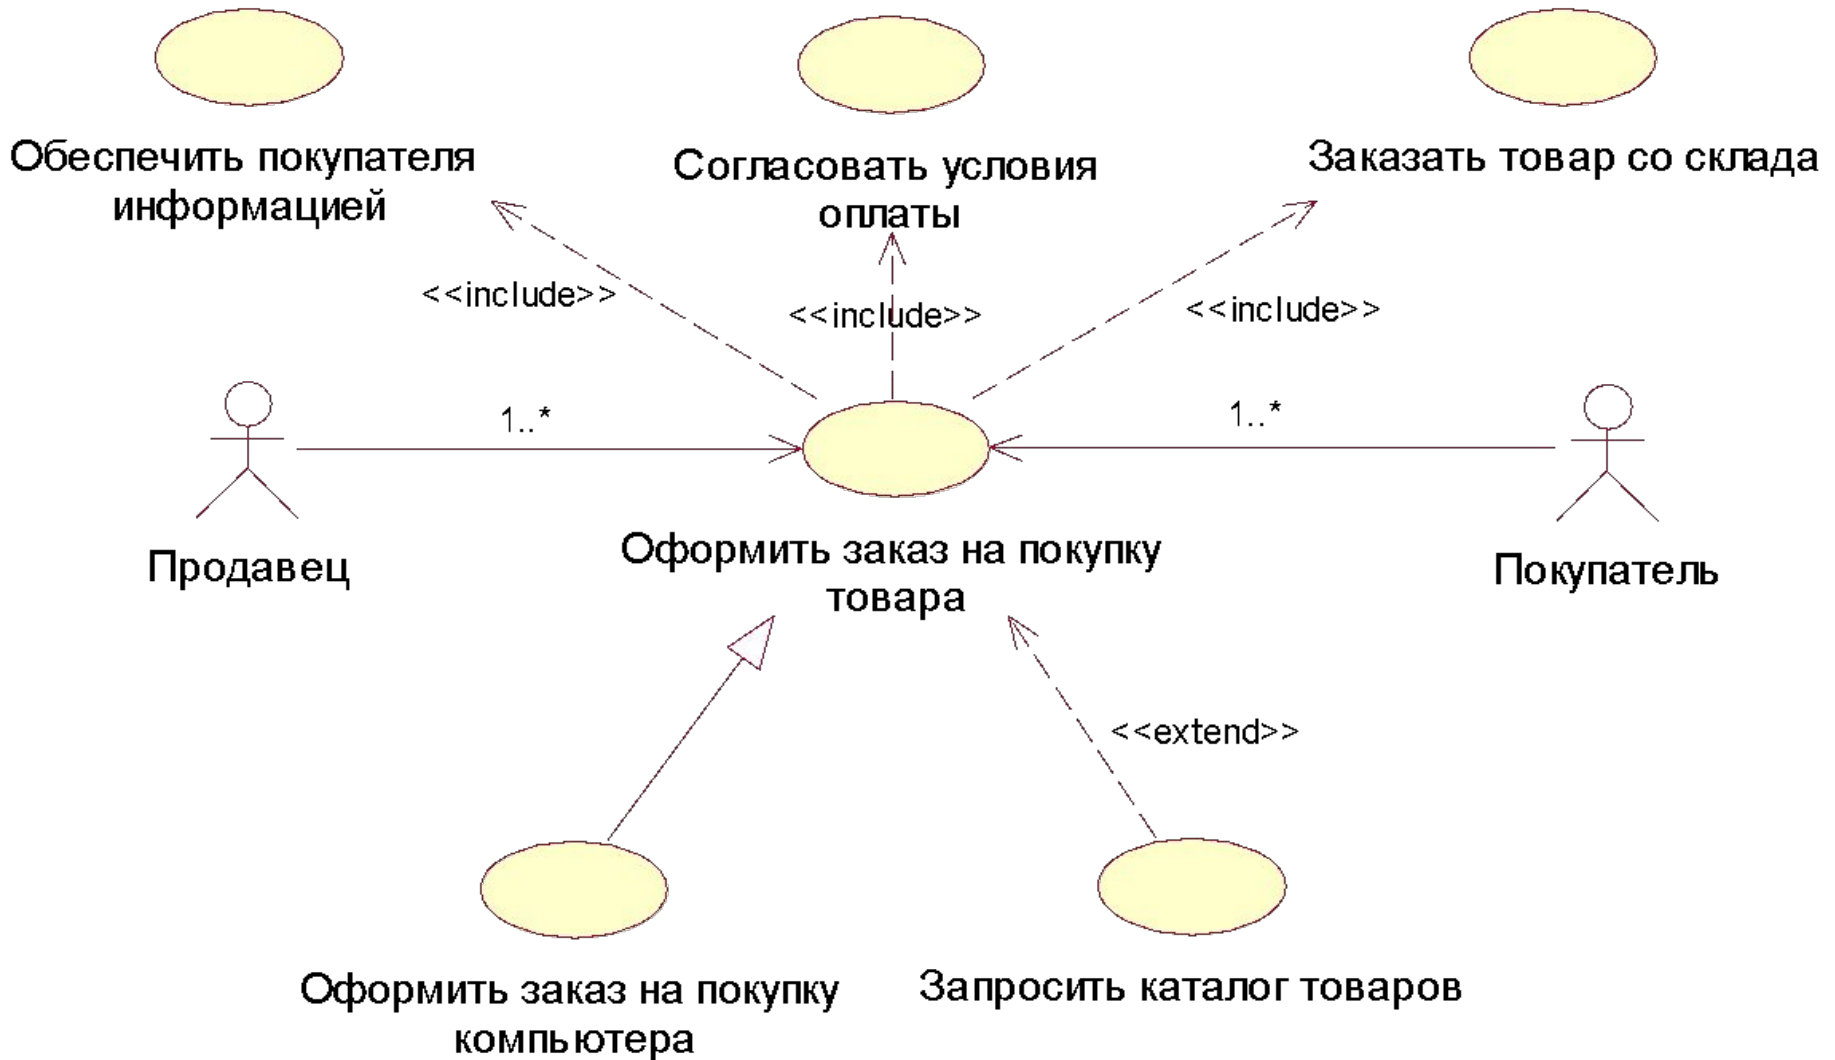 Обеспечить покупателя
информацией
Согласовать условия
оплаты
Заказать товар со склада
<<include>>
<<include>>
<<include>>
1..*
1..*
Продавец
Оформить заказ на покупку
товара
Покупатель
<<extend>>
Оформить заказ на покупку
компьютера
Запросить каталог товаров